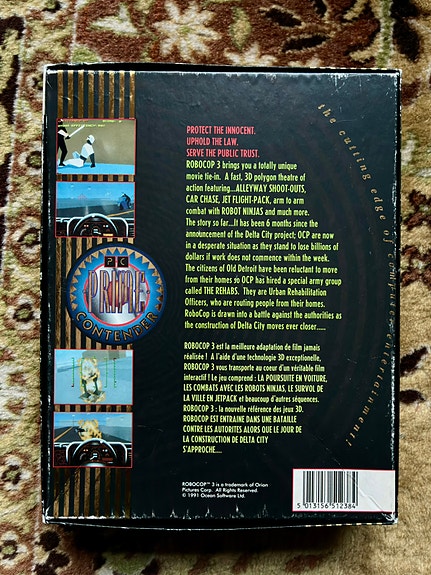 PROTECT THE INNOCENT.
UPHOLD THE LAW.
SERVE THE PUBLIC TRUST.
ROBOCOP 3 brings you a totally unique
movie tie-in. A fast, 3D polygon theatre of
action featuring...ALLEYWAY SHOOT-OUTS,
CAR CHASE, JET FLIGHT-PACK, arm to arm
combat with ROBOT NINJAS and much more.
The story so far...It has been 6 months since the
announcement of the Delta City project; OCP are now
in a desperate situation as they stand to lose billions of
dollars if work does not commence within the week.
The citizens of Old Detroit have been reluctant to move
from their homes so OCP has hired a special army group
called THE REHABS. They are Urban Rehabilitation
Officers, who are routing people from their homes.
RoboCop is drawn into a battle against the authorities as
the construction of Delta City moves ever closer.....
ROBOCOP 3 est la meilleure adaptation de film jamais
réalisée ! A l'aide d'une technologie 3D exceptionelle,
ROBOCOP 3 vous transporte au coeur d'un véritable film
interactif ! Le jeu comprend : LA POURSUITE EN VOITURE,
LES COMBATS AVEC LES ROBOTS NINJAS, LE SURVOL DE
LA VILLE EN JETPACK et beaucoup d'autres séquences.
ROBOCOP 3 : la nouvelle référence des jeux 3D.
ROBOCOP EST ENTRAINE DANS UNE BATAILLE
CONTRE LES AUTORITES ALORS QUE LE JOUR DE
LA CONSTRUCTION DE DELTA CITY
S'APPROCHE....
the cutting edge of computer entertainment!
PC
PRIME
CONTENDER
ROBOCOP™ 3 is a trademark of Orion
Pictures Corp. All Rights Reserved.
© 1991 Ocean Software Ltd.
5 013156 512384